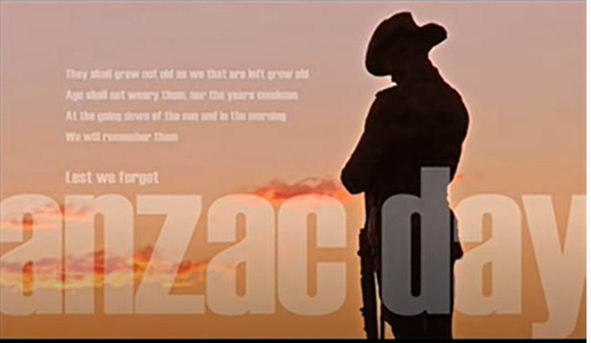 They shall grow not old as we that are left grow old
Age shall not weary them, nor the years condemn
At the going down of the sun and in the morning
We will remember them
Lest we forget
anzac day